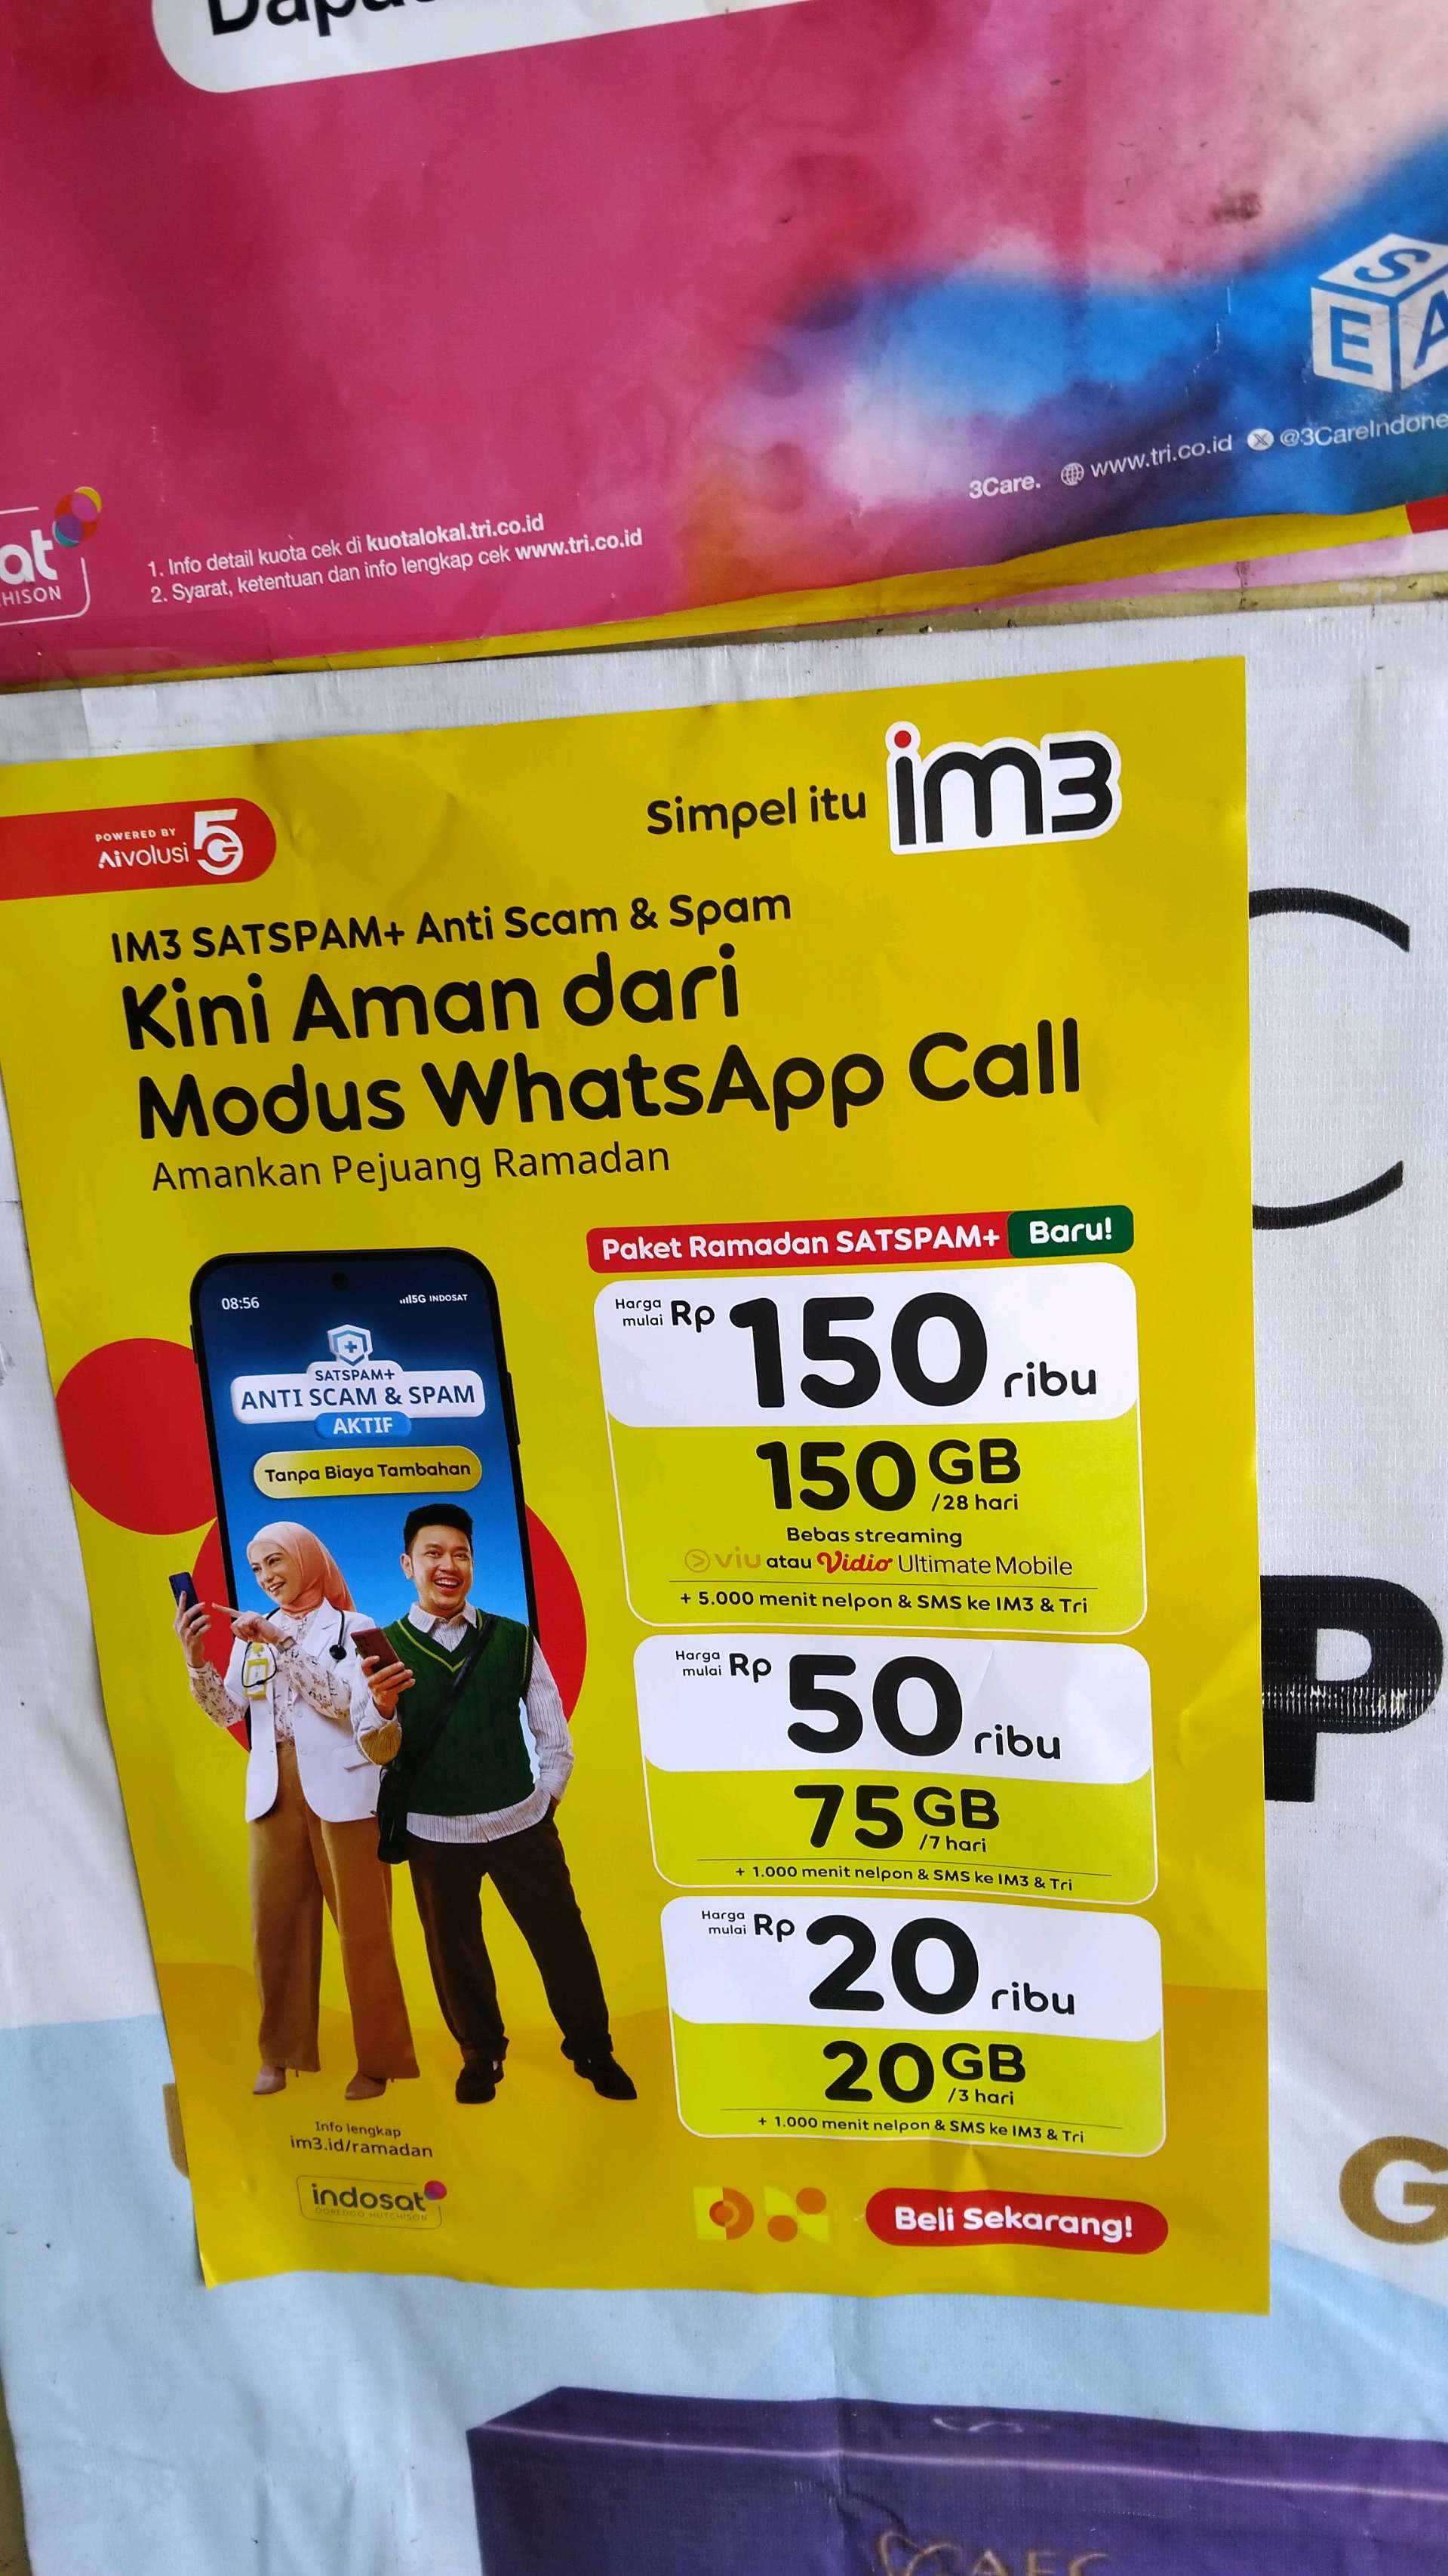 3Care. www.tri.co.id @3CareIndone
HISON
1. Info detail kuota cek di kuotalokal.tri.co.id
2. Syarat, ketentuan dan info lengkap cek www.tri.co.id
Simpel itu im3
POWERED BY
Aivolusi 5G
IM3 SATSPAM+ Anti Scam & Spam
Kini Aman dari
Modus WhatsApp Call
Amankan Pejuang Ramadan
Paket Ramadan SATSPAM+ Baru!
08:56 5G INDOSAT
SATSPAM+
ANTI SCAM & SPAM
AKTIF
Tanpa Biaya Tambahan
Harga mulai Rp 150 ribu
150 GB
/28 hari
Bebas streaming
viu atau Vidio Ultimate Mobile
+ 5.000 menit nelpon & SMS ke IM3 & Tri
Harga mulai Rp 50 ribu
75 GB
/7 hari
+ 1.000 menit nelpon & SMS ke IM3 & Tri
Harga mulai Rp 20 ribu
20 GB
/3 hari
+ 1.000 menit nelpon & SMS ke IM3 & Tri
Info lengkap
im3.id/ramadan
indosat
OOREDOO HUTCHISON
Beli Sekarang!
C
P
G